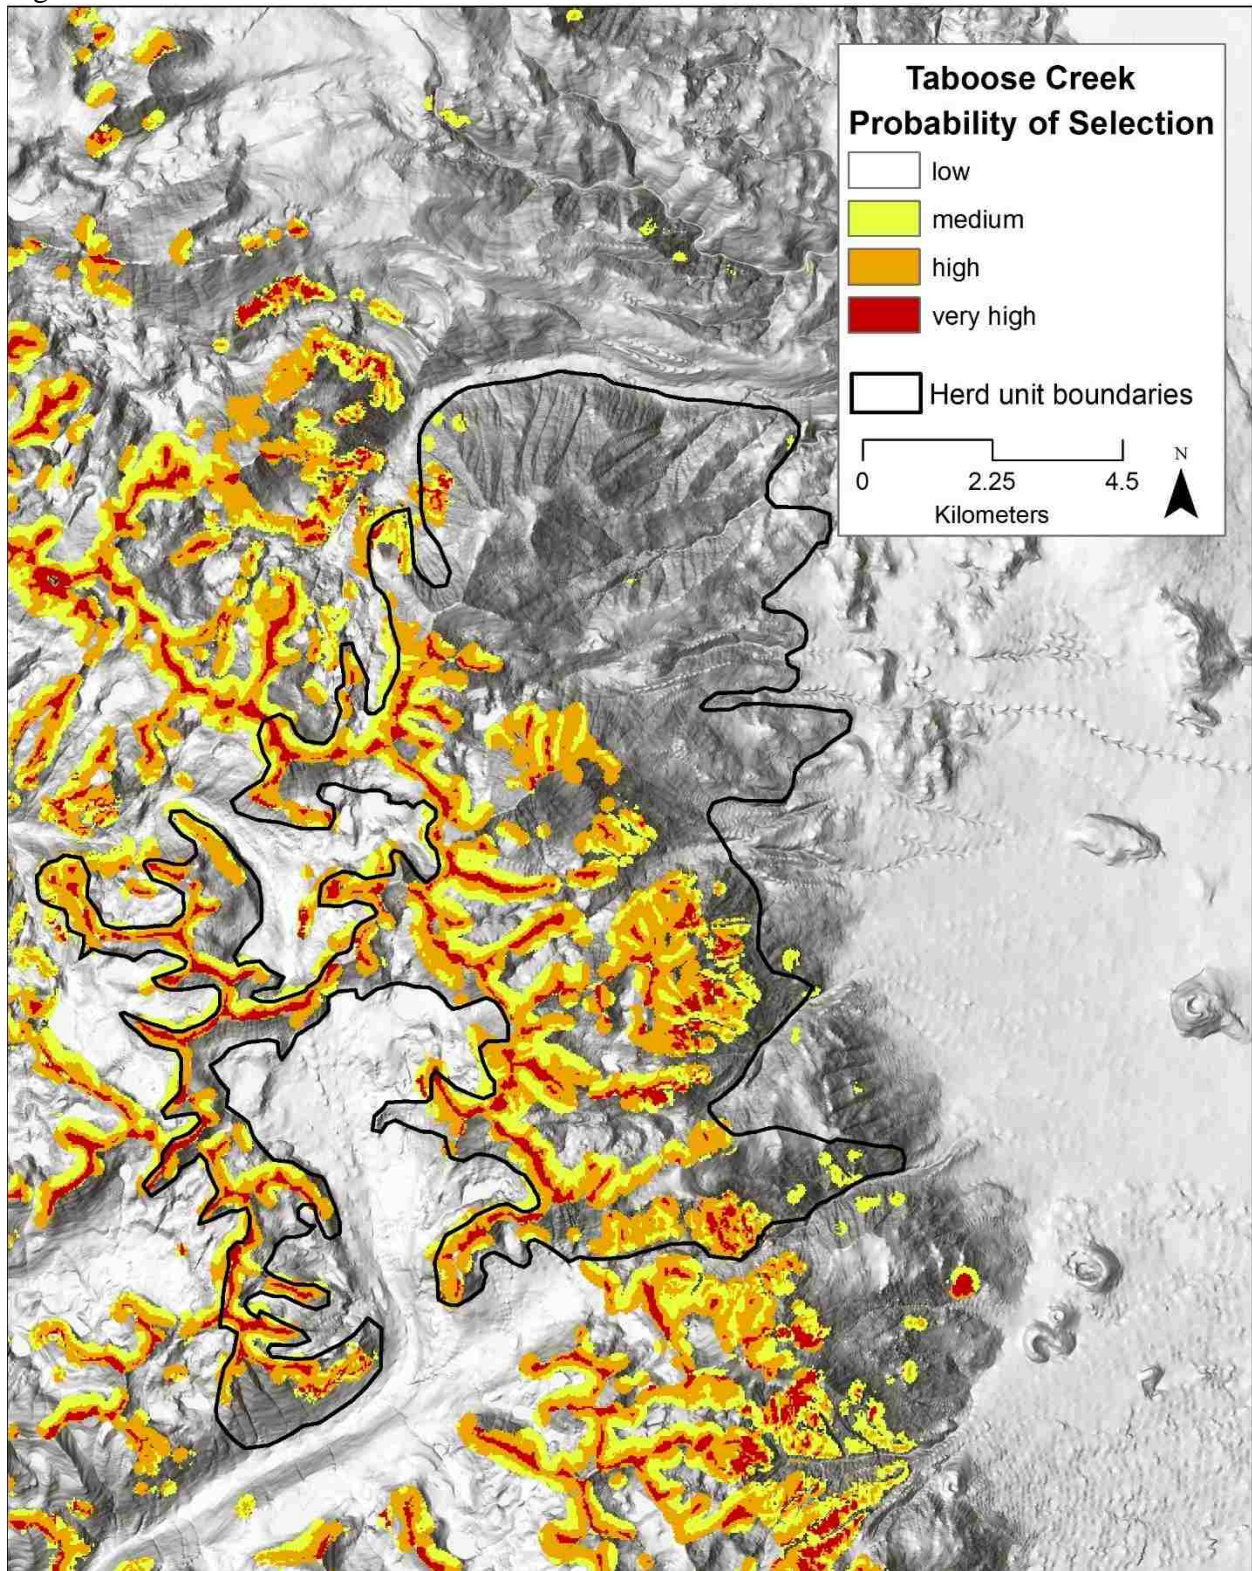 Taboose Creek
Probability of Selection
low
medium
high
very high
Herd unit boundaries
0 2.25 4.5
Kilometers
N